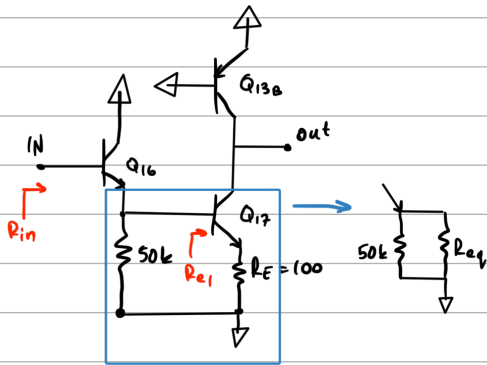 Q13B
out
IN
Q16
Rin
Q17
50k
Re1
RE = 100
50k
Req